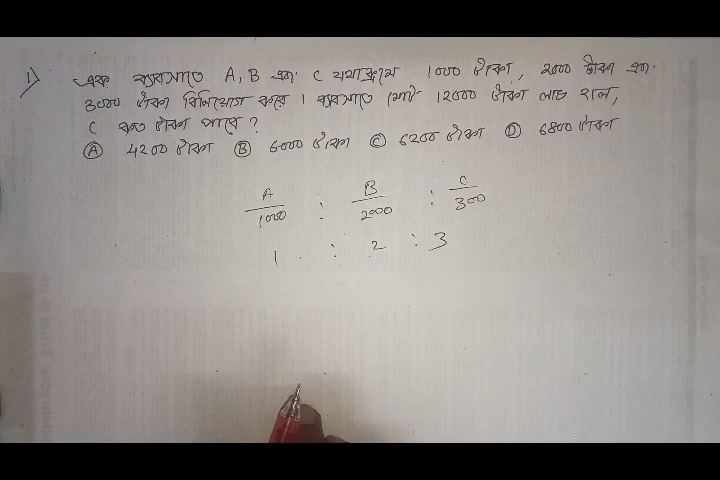 1) এক ব্যবসাতে A, B এবং C যথাক্রমে 1000 টাকা, 2000 টাকা এবং
3000 টাকা বিনিয়োগ করে। ব্যবসাতে মোট 12000 টাকা লাভ হলে,
C কত টাকা পাবে?
Ⓐ 4200 টাকা Ⓑ 6000 টাকা Ⓒ 6200 টাকা Ⓓ 6800 টাকা
A : B : C
1000 2000 300
1 : 2 : 3